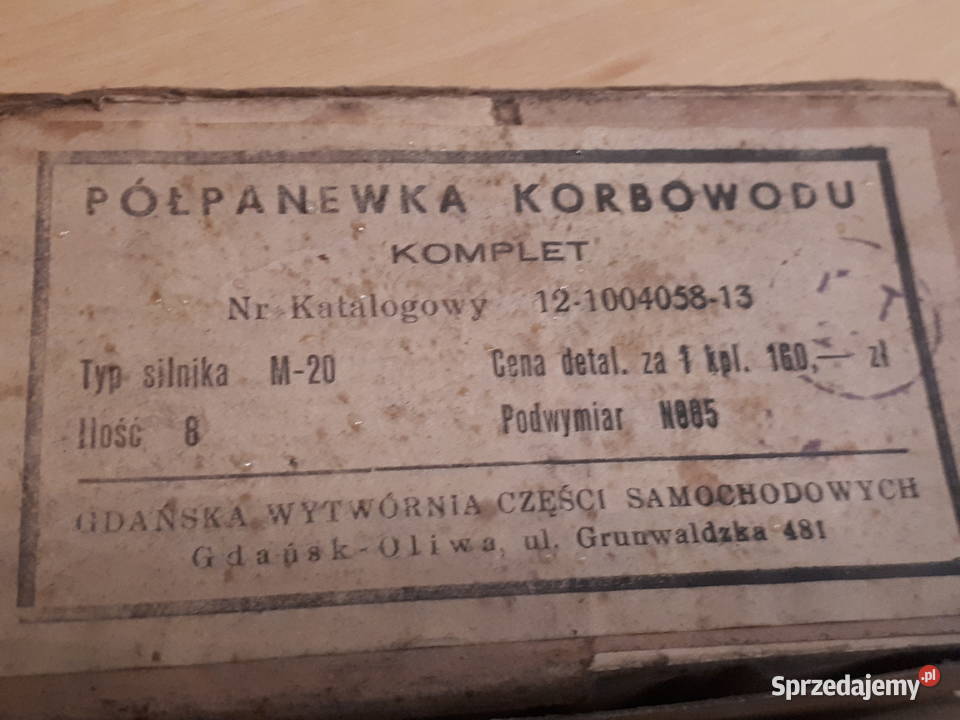 PÓŁPANEWKA KORBOWODU
KOMPLET
Nr Katalogowy 12-1004058-13
Typ silnika M-20 Cena detal. za 1 kpl. 160,— zł
Ilość 8 Podwymiar N005
GDAŃSKA WYTWÓRNIA CZĘŚCI SAMOCHODOWYCH
Gdańsk-Oliwa, ul. Grunwaldzka 481
Sprzedajemy.pl